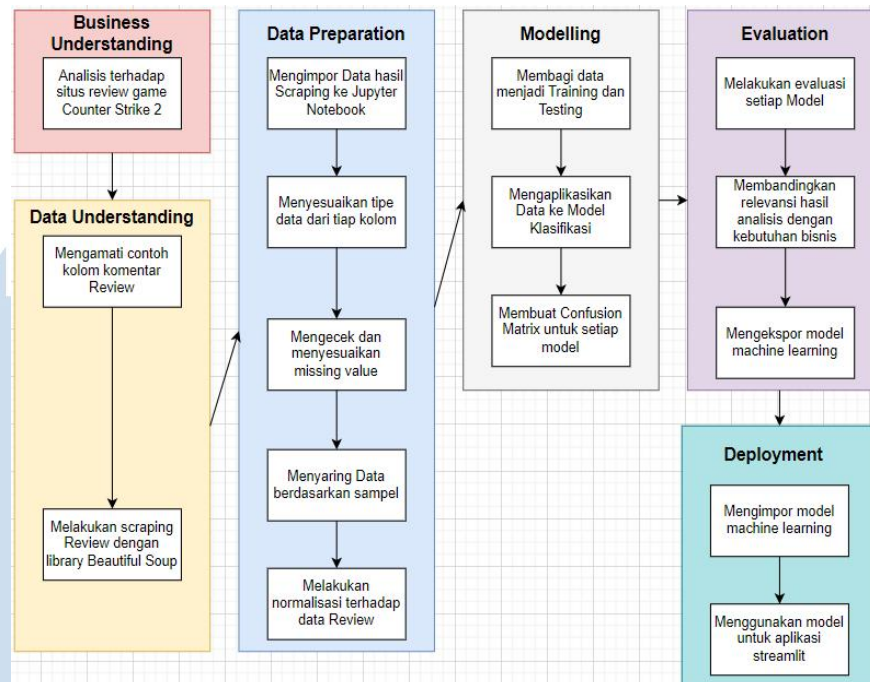 Business
Understanding
Analisis terhadap
situs review game
Counter Strike 2
Data Understanding
Mengamati contoh
kolom komentar
Review
Melakukan scraping
Review dengan
library Beautiful Soup
Data Preparation
Mengimpor Data hasil
Scraping ke Jupyter
Notebook
Menyesuaikan tipe
data dari tiap kolom
Mengecek dan
menyesuaikan
missing value
Menyaring Data
berdasarkan sampel
Melakukan
normalisasi terhadap
data Review
Modelling
Membagi data
menjadi Training dan
Testing
Mengaplikasikan
Data ke Model
Klasifikasi
Membuat Confusion
Matrix untuk setiap
model
Evaluation
Melakukan evaluasi
setiap Model
Membandingkan
relevansi hasil
analisis dengan
kebutuhan bisnis
Mengekspor model
machine learning
Deployment
Mengimpor model
machine learning
Menggunakan model
untuk aplikasi
streamlit